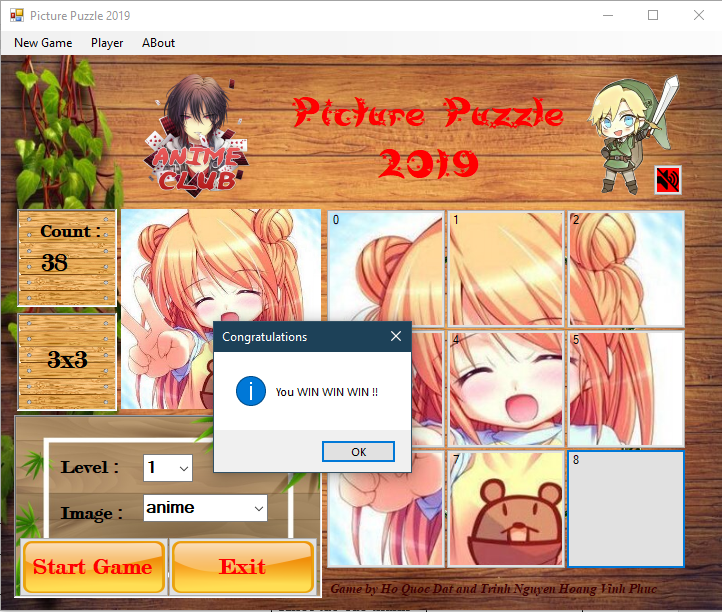 Picture Puzzle 2019
New Game Player ABout
Picture Puzzle
2019
ANIME
CLUB
Count :
38
3x3
0
1
2
4
5
7
8
Congratulations
You WIN WIN WIN !!
OK
Level :
1
Image :
anime
Start Game
Exit
Game by Ho Quoc Dat and Trinh Nguyen Hoang Vinh Phuc